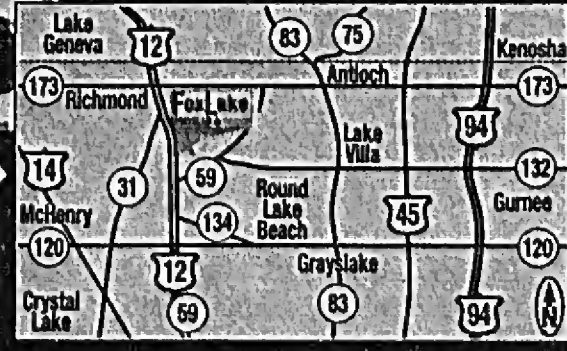 Lake
Geneva
12
83
75
Kenosha
Antioch
173
Richmond
Fox Lake
173
94
14
Lake
Villa
59
132
31
Round
Lake
Beach
45
Gurnee
McHenry
134
120
120
Grayslake
12
Crystal
Lake
59
83
94
N